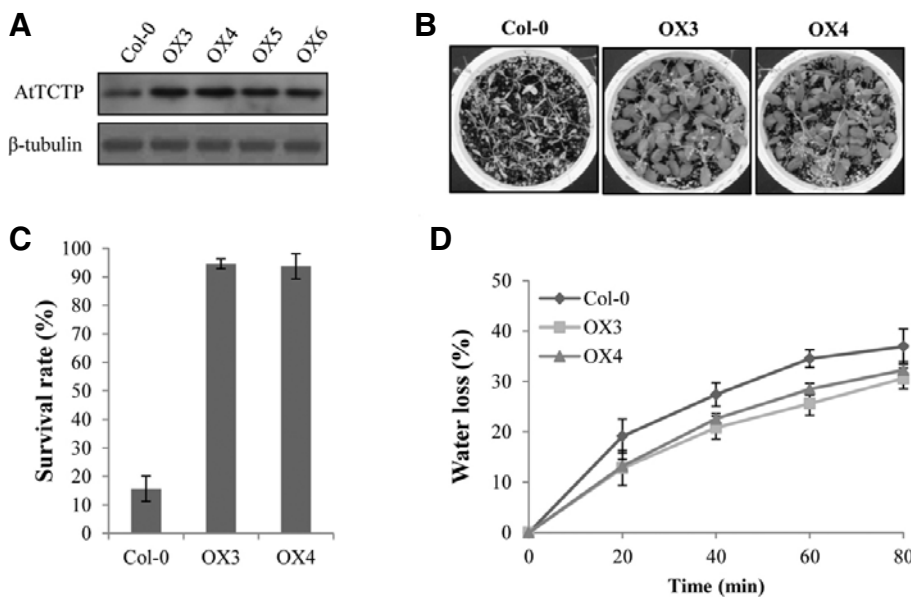 A
Col-0 OX3 OX4 OX5 OX6
AtTCTP
β-tubulin
B
Col-0 OX3 OX4
C
Survival rate (%)
100
90
80
70
60
50
40
30
20
10
0
Col-0 OX3 OX4
D
Water loss (%)
50
40
30
20
10
0
Col-0
OX3
OX4
0 20 40 60 80
Time (min)